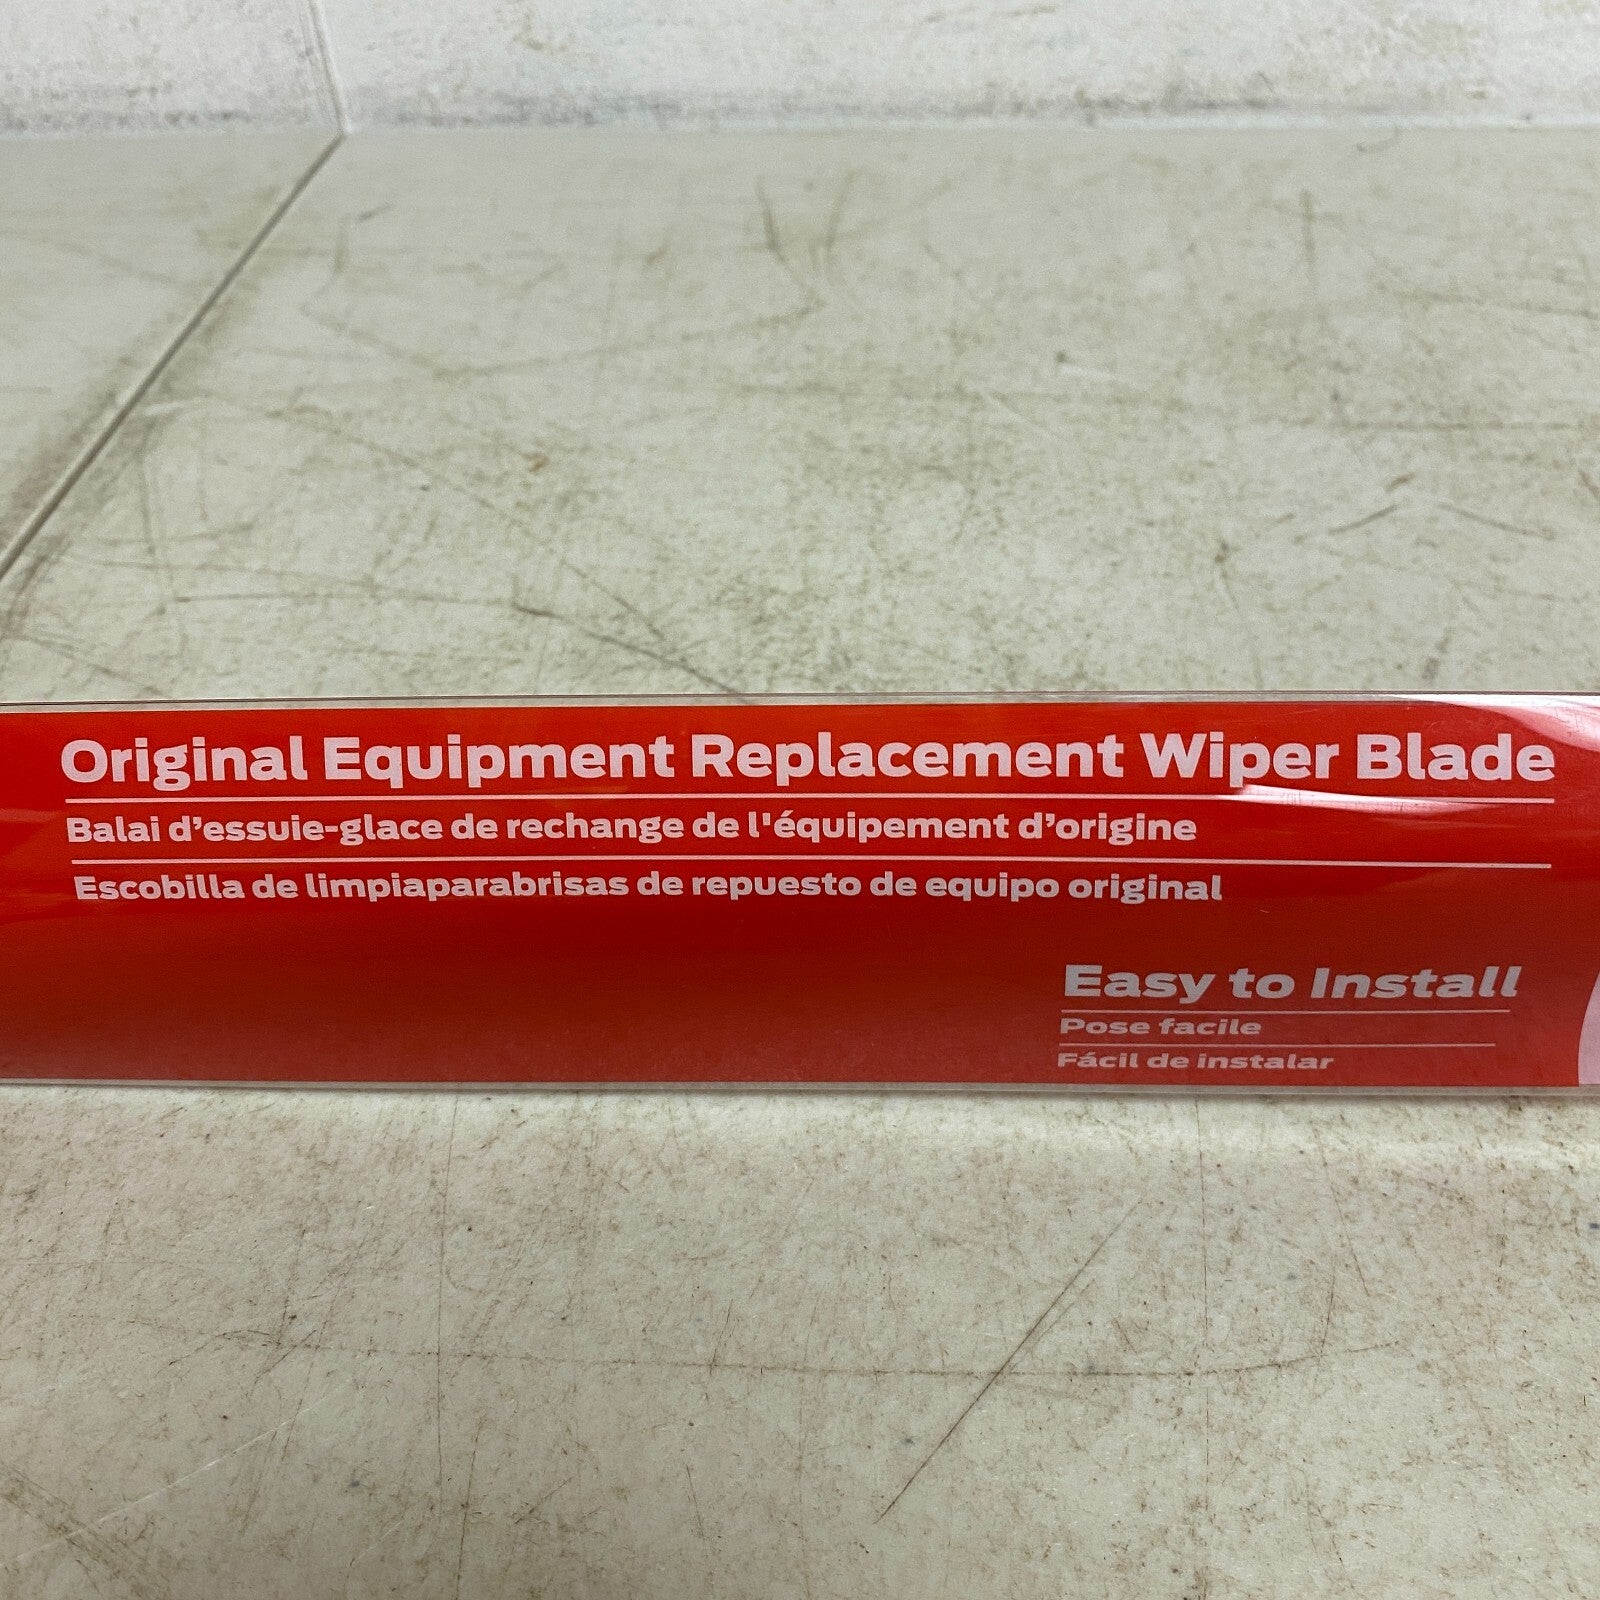 Original Equipment Replacement Wiper Blade
Balai d’essuie-glace de rechange de l'équipement d’origine
Escobilla de limpiaparabrisas de repuesto de equipo original
Easy to Install
Pose facile
Fácil de instalar